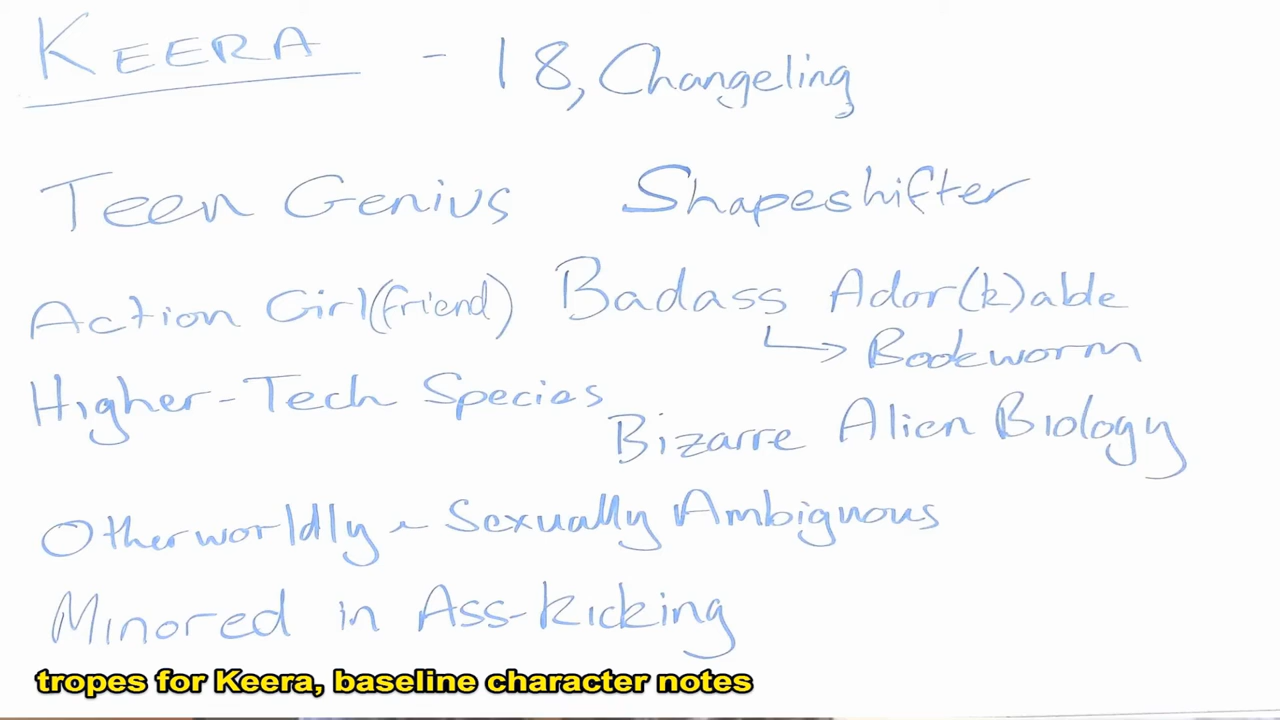 KEERA - 18, Changeling
Teen Genius Shapeshifter
Action Girl(friend) Badass Ador(k)able
↳ Bookworm
Higher-Tech Species
Bizarre Alien Biology
Otherworldly ~ Sexually Ambiguous
Minored in Ass-kicking
tropes for Keera, baseline character notes